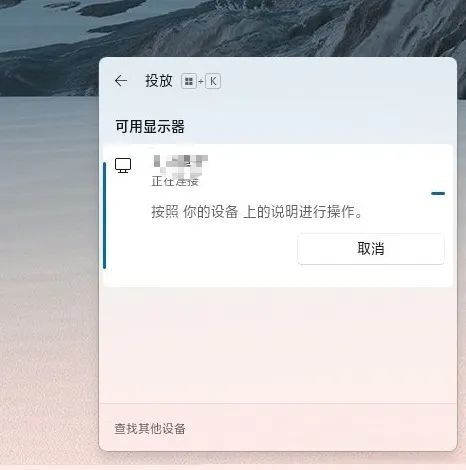 投放 + K
可用显示器
正在连接
按照 你的设备 上的说明进行操作。
取消
查找其他设备